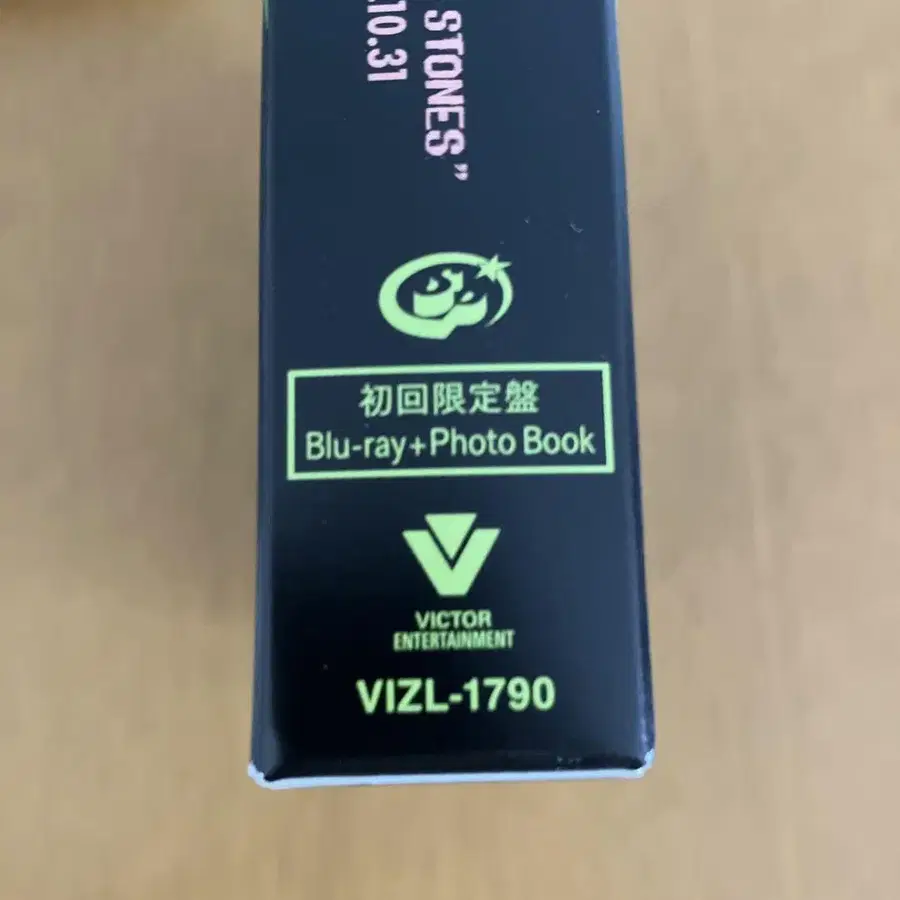 STONES”
.10.31
初回限定盤
Blu-ray+Photo Book
VICTOR
ENTERTAINMENT
VIZL-1790